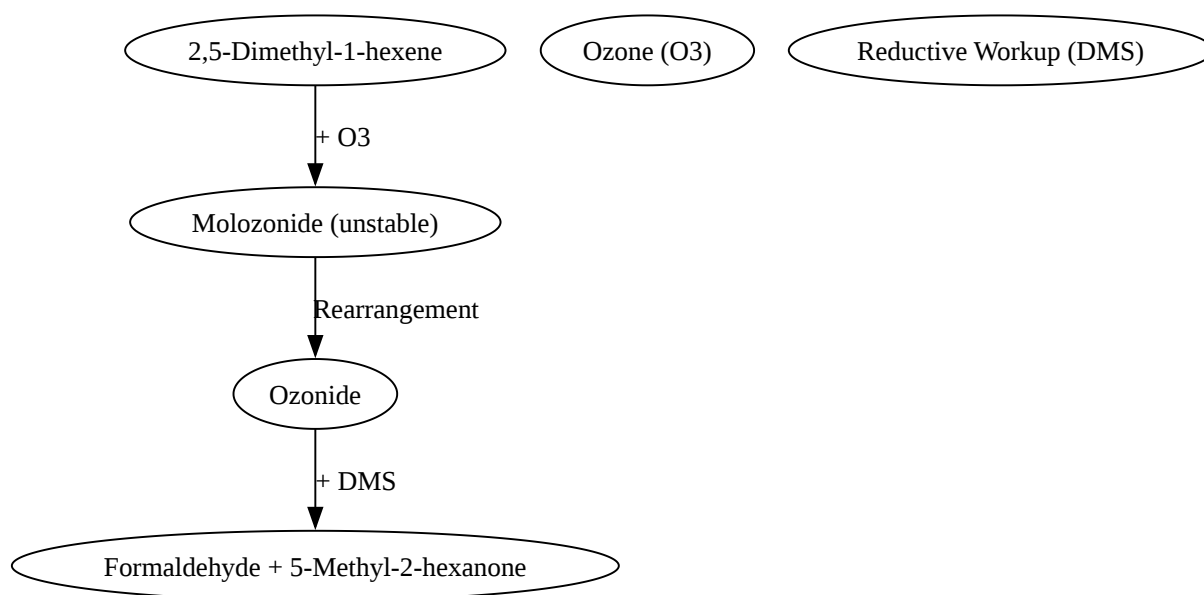 2,5-Dimethyl-1-hexene
Ozone (O3)
Reductive Workup (DMS)
+ O3
Molozonide (unstable)
Rearrangement
Ozonide
+ DMS
Formaldehyde + 5-Methyl-2-hexanone